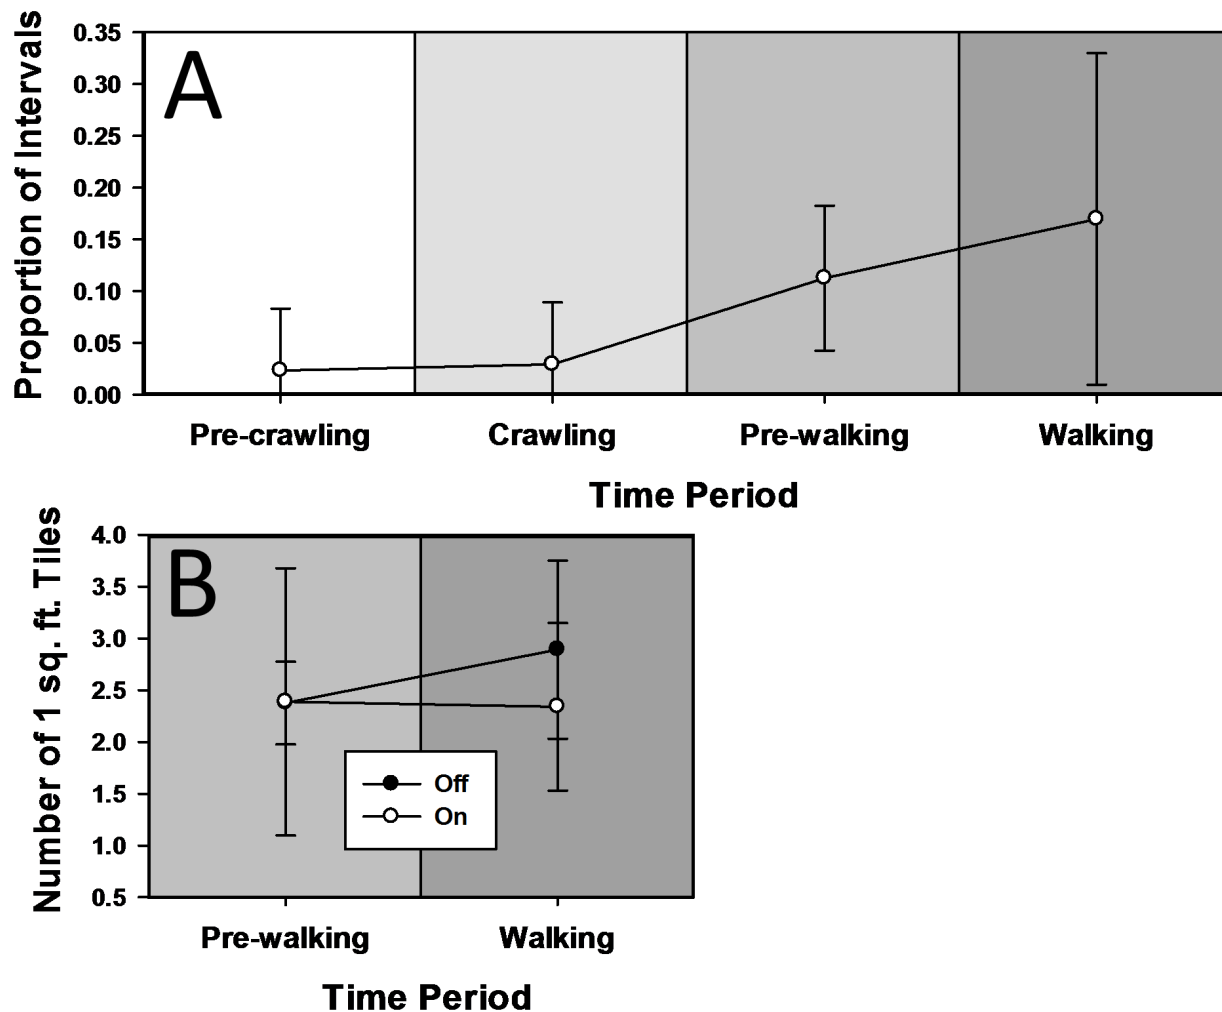 A
Proportion of Intervals
0.35
0.30
0.25
0.20
0.15
0.10
0.05
0.00
Pre-crawling Crawling Pre-walking Walking
Time Period
B
Number of 1 sq. ft. Tiles
4.0
3.5
3.0
2.5
2.0
1.5
1.0
0.5
Off
On
Pre-walking Walking
Time Period